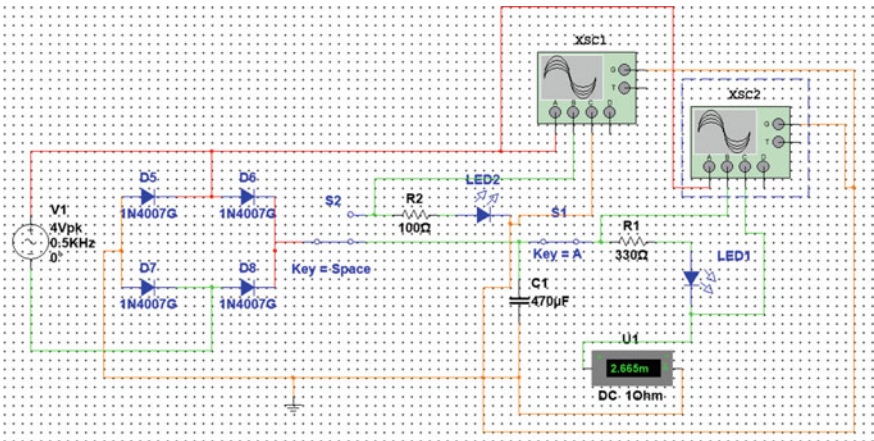 XSC1
G
T
A B C D
XSC2
G
T
A B C D
D5
1N4007G
D6
1N4007G
V1
4Vpk
0.5KHz
0°
D7
1N4007G
D8
1N4007G
S2
Key = Space
R2
100Ω
LED2
S1
Key = A
R1
330Ω
LED1
C1
470µF
U1
2.665m
DC 1Ohm